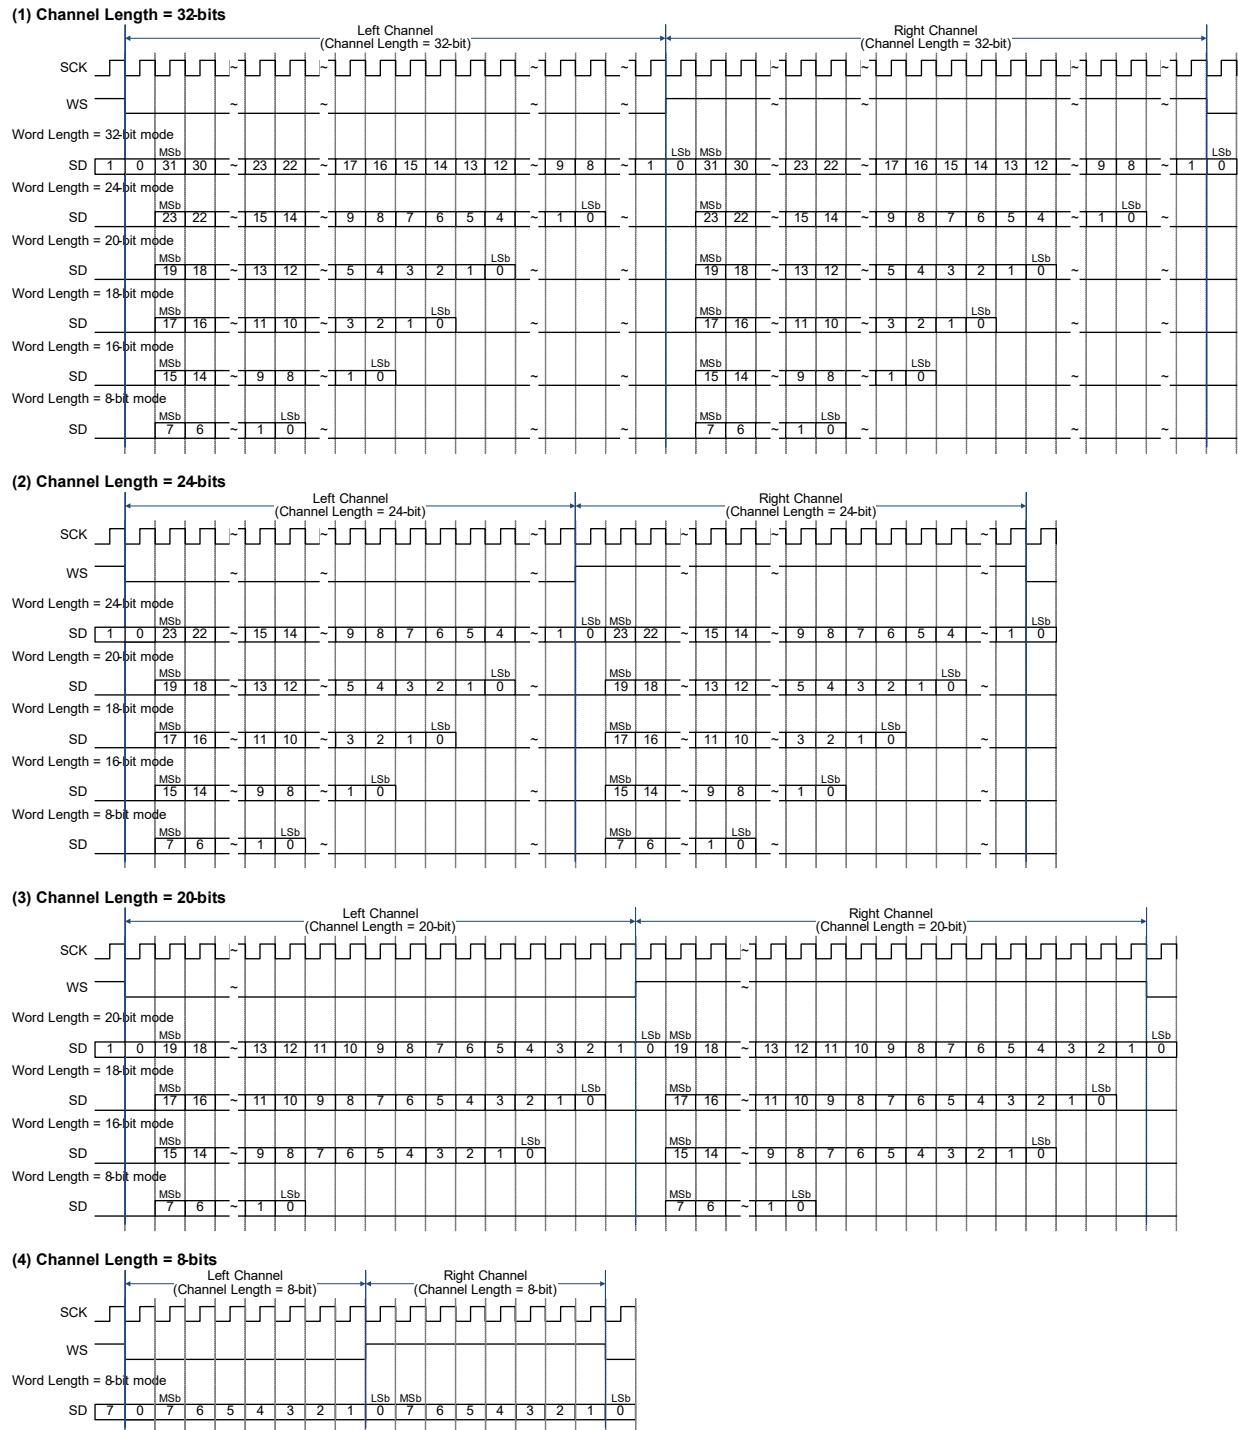 (1) Channel Length = 32-bits
Left Channel
(Channel Length = 32-bit)
Right Channel
(Channel Length = 32-bit)
SCK ~ ~ ~ ~ ~ ~ ~ ~
WS ~ ~ ~ ~ ~ ~ ~ ~
Word Length = 32-bit mode
MSb LSb MSb LSb
SD 1 0 31 30 ~ 23 22 ~ 17 16 15 14 13 12 ~ 9 8 ~ 1 0 31 30 ~ 23 22 ~ 17 16 15 14 13 12 ~ 9 8 ~ 1 0
Word Length = 24-bit mode
MSb LSb MSb LSb
SD 23 22 ~ 15 14 ~ 9 8 7 6 5 4 ~ 1 0 ~ 23 22 ~ 15 14 ~ 9 8 7 6 5 4 ~ 1 0 ~
Word Length = 20-bit mode
MSb LSb MSb LSb
SD 19 18 ~ 13 12 ~ 5 4 3 2 1 0 ~ ~ 19 18 ~ 13 12 ~ 5 4 3 2 1 0 ~ ~
Word Length = 18-bit mode
MSb LSb MSb LSb
SD 17 16 ~ 11 10 ~ 3 2 1 0 ~ ~ 17 16 ~ 11 10 ~ 3 2 1 0 ~ ~
Word Length = 16-bit mode
MSb LSb MSb LSb
SD 15 14 ~ 9 8 ~ 1 0 ~ ~ 15 14 ~ 9 8 ~ 1 0 ~ ~
Word Length = 8-bit mode
MSb LSb MSb LSb
SD 7 6 ~ 1 0 ~ ~ ~ 7 6 ~ 1 0 ~ ~ ~
(2) Channel Length = 24-bits
Left Channel
(Channel Length = 24-bit)
Right Channel
(Channel Length = 24-bit)
SCK ~ ~ ~ ~ ~ ~
WS ~ ~ ~ ~ ~ ~
Word Length = 24-bit mode
MSb LSb MSb LSb
SD 1 0 23 22 ~ 15 14 ~ 9 8 7 6 5 4 ~ 1 0 23 22 ~ 15 14 ~ 9 8 7 6 5 4 ~ 1 0
Word Length = 20-bit mode
MSb LSb MSb LSb
SD 19 18 ~ 13 12 ~ 5 4 3 2 1 0 ~ 19 18 ~ 13 12 ~ 5 4 3 2 1 0 ~
Word Length = 18-bit mode
MSb LSb MSb LSb
SD 17 16 ~ 11 10 ~ 3 2 1 0 ~ 17 16 ~ 11 10 ~ 3 2 1 0 ~
Word Length = 16-bit mode
MSb LSb MSb LSb
SD 15 14 ~ 9 8 ~ 1 0 ~ 15 14 ~ 9 8 ~ 1 0 ~
Word Length = 8-bit mode
MSb LSb MSb LSb
SD 7 6 ~ 1 0 ~ ~ 7 6 ~ 1 0 ~ ~
(3) Channel Length = 20-bits
Left Channel
(Channel Length = 20-bit)
Right Channel
(Channel Length = 20-bit)
SCK ~ ~
WS ~ ~
Word Length = 20-bit mode
MSb LSb MSb LSb
SD 1 0 19 18 ~ 13 12 11 10 9 8 7 6 5 4 3 2 1 0 19 18 ~ 13 12 11 10 9 8 7 6 5 4 3 2 1 0
Word Length = 18-bit mode
MSb LSb MSb LSb
SD 17 16 ~ 11 10 9 8 7 6 5 4 3 2 1 0 17 16 ~ 11 10 9 8 7 6 5 4 3 2 1 0
Word Length = 16-bit mode
MSb LSb MSb LSb
SD 15 14 ~ 9 8 7 6 5 4 3 2 1 0 15 14 ~ 9 8 7 6 5 4 3 2 1 0
Word Length = 8-bit mode
MSb LSb MSb LSb
SD 7 6 ~ 1 0 7 6 ~ 1 0
(4) Channel Length = 8-bits
Left Channel
(Channel Length = 8-bit)
Right Channel
(Channel Length = 8-bit)
SCK
WS
Word Length = 8-bit mode
MSb LSb MSb LSb
SD 7 0 7 6 5 4 3 2 1 0 7 6 5 4 3 2 1 0